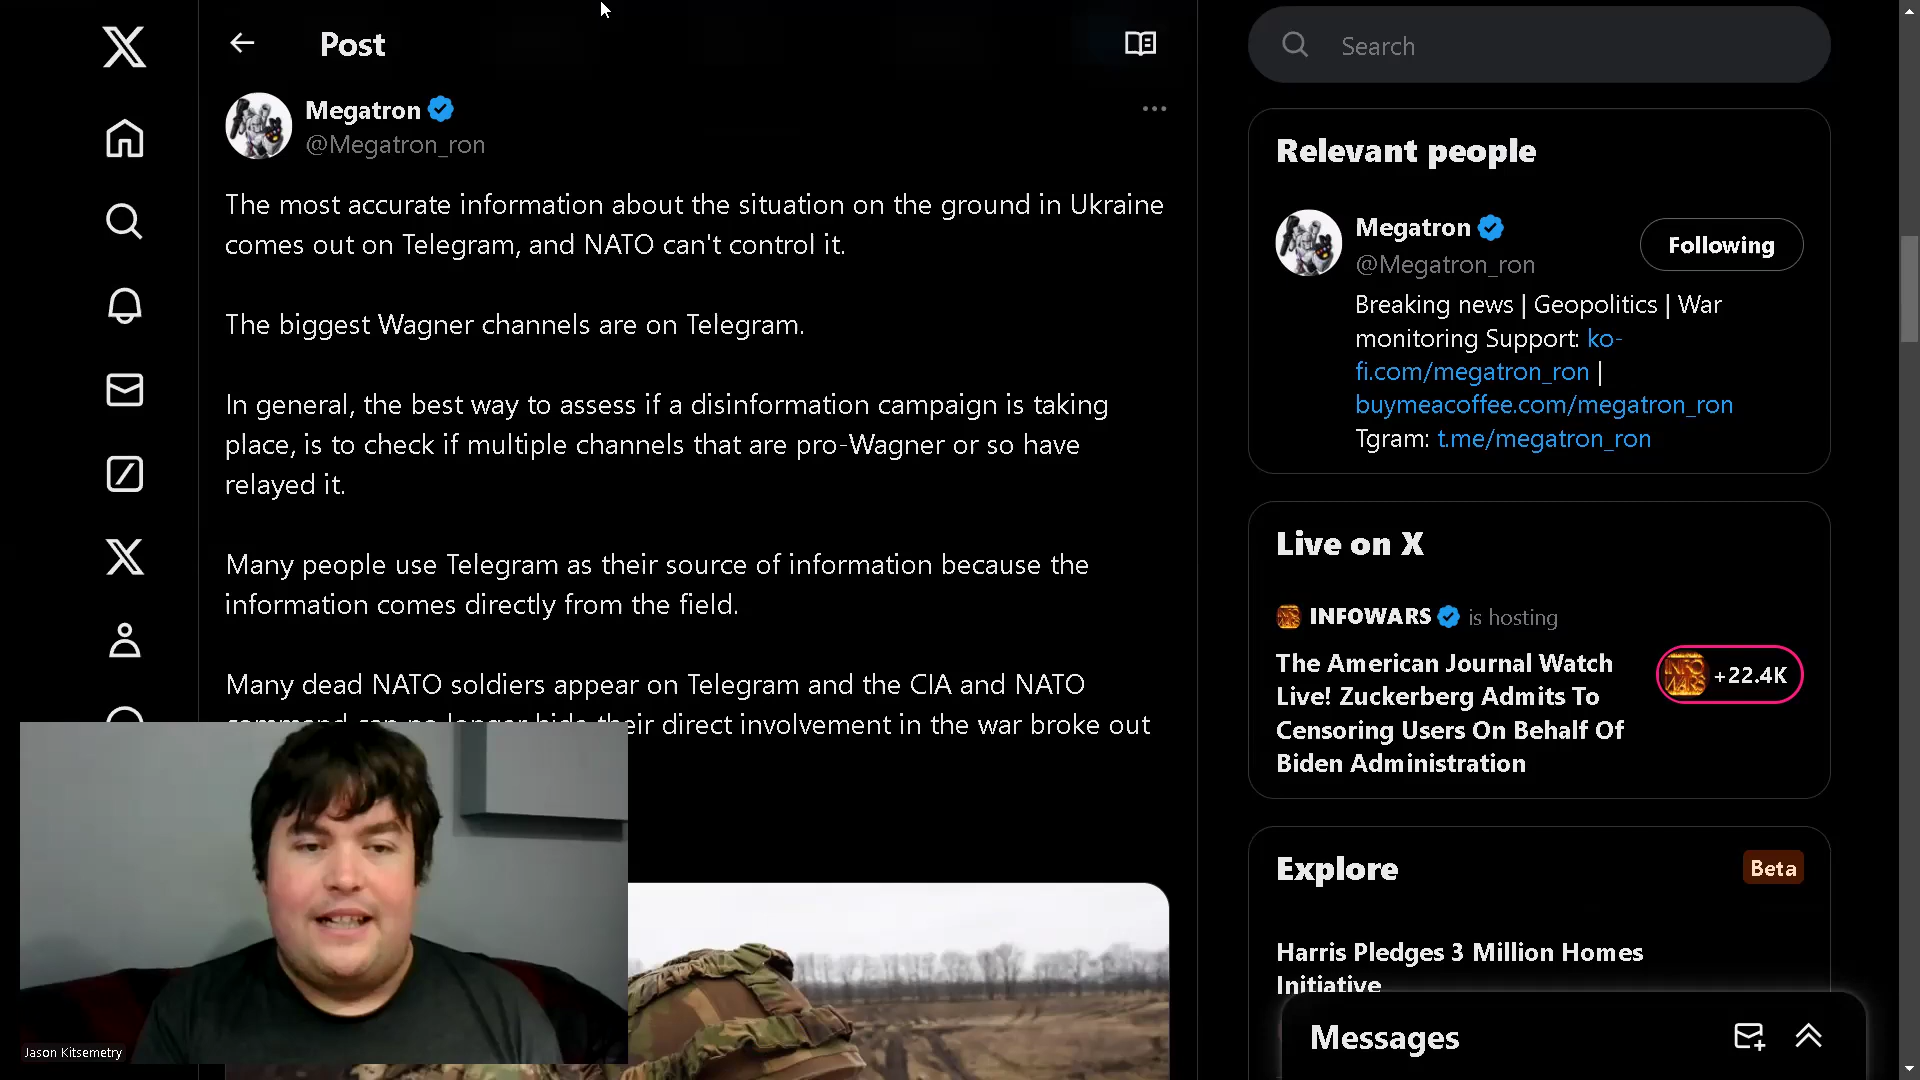 Post
Megatron
@Megatron_ron
The most accurate information about the situation on the ground in Ukraine
comes out on Telegram, and NATO can't control it.
The biggest Wagner channels are on Telegram.
In general, the best way to assess if a disinformation campaign is taking
place, is to check if multiple channels that are pro-Wagner or so have
relayed it.
Many people use Telegram as their source of information because the
information comes directly from the field.
Many dead NATO soldiers appear on Telegram and the CIA and NATO
command can no longer hide their direct involvement in the war broke out
Jason Kitsemetry
Search
Relevant people
Megatron
@Megatron_ron
Following
Breaking news | Geopolitics | War
monitoring Support: ko-
fi.com/megatron_ron |
buymeacoffee.com/megatron_ron
Tgram: t.me/megatron_ron
Live on X
INFOWARS is hosting
The American Journal Watch
Live! Zuckerberg Admits To
Censoring Users On Behalf Of
Biden Administration
INFO
WARS
+22.4K
Explore
Beta
Harris Pledges 3 Million Homes
Initiative
Messages